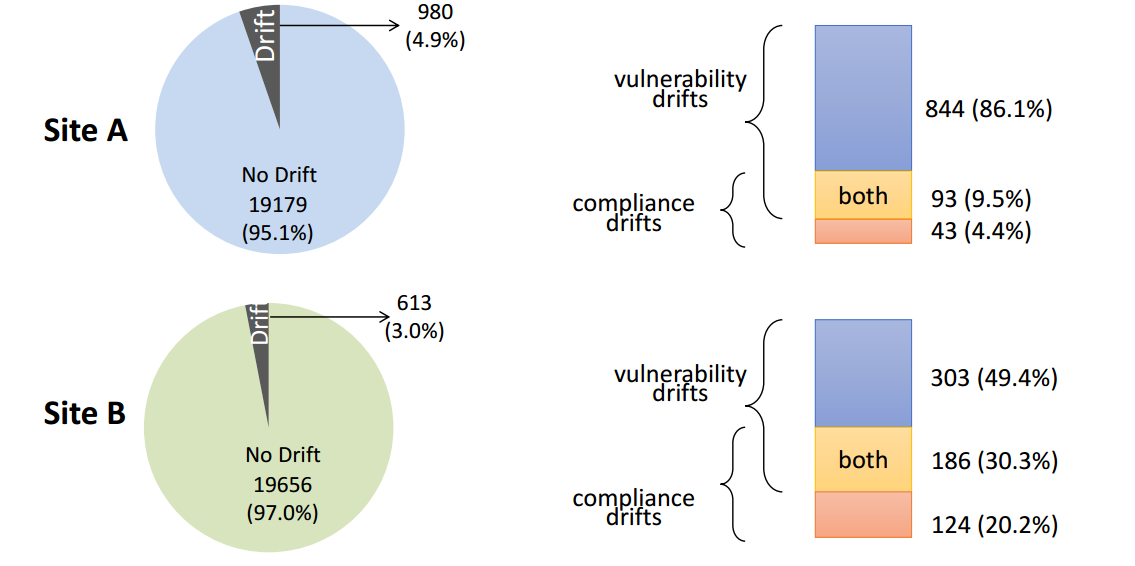 Site A
Drift
980
(4.9%)
No Drift
19179
(95.1%)
vulnerability
drifts
compliance
drifts
both
844 (86.1%)
93 (9.5%)
43 (4.4%)
Site B
Drif
613
(3.0%)
No Drift
19656
(97.0%)
vulnerability
drifts
compliance
drifts
both
303 (49.4%)
186 (30.3%)
124 (20.2%)